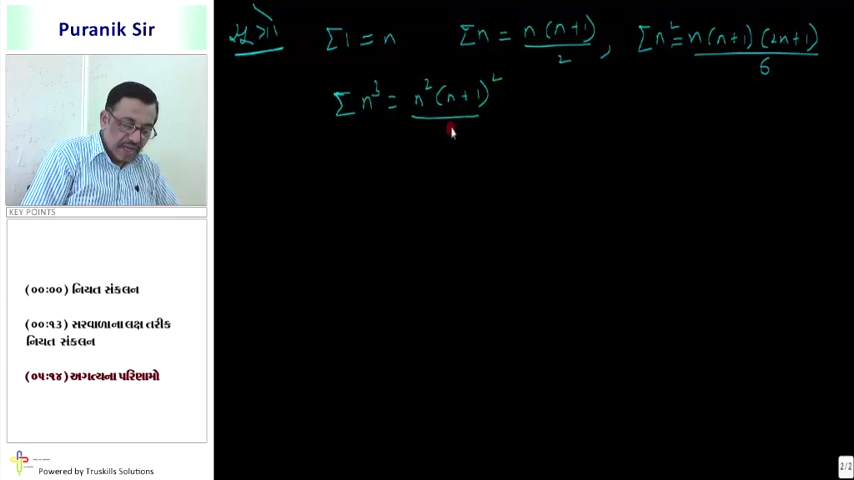 Puranik Sir
Σ1 = n Σn = n(n+1)/2, Σn² = n(n+1)(2n+1)/6
Σn³ = n²(n+1)²
KEY POINTS
(૦૦:૦૦) નિયત સંકલન
(૦૦:૧૩) સરવાળાના લક્ષ તરીક
નિયત સંકલન
(૦૫:૧૪) અગત્યના પરિણામો
Powered by Truskills Solutions
2/2